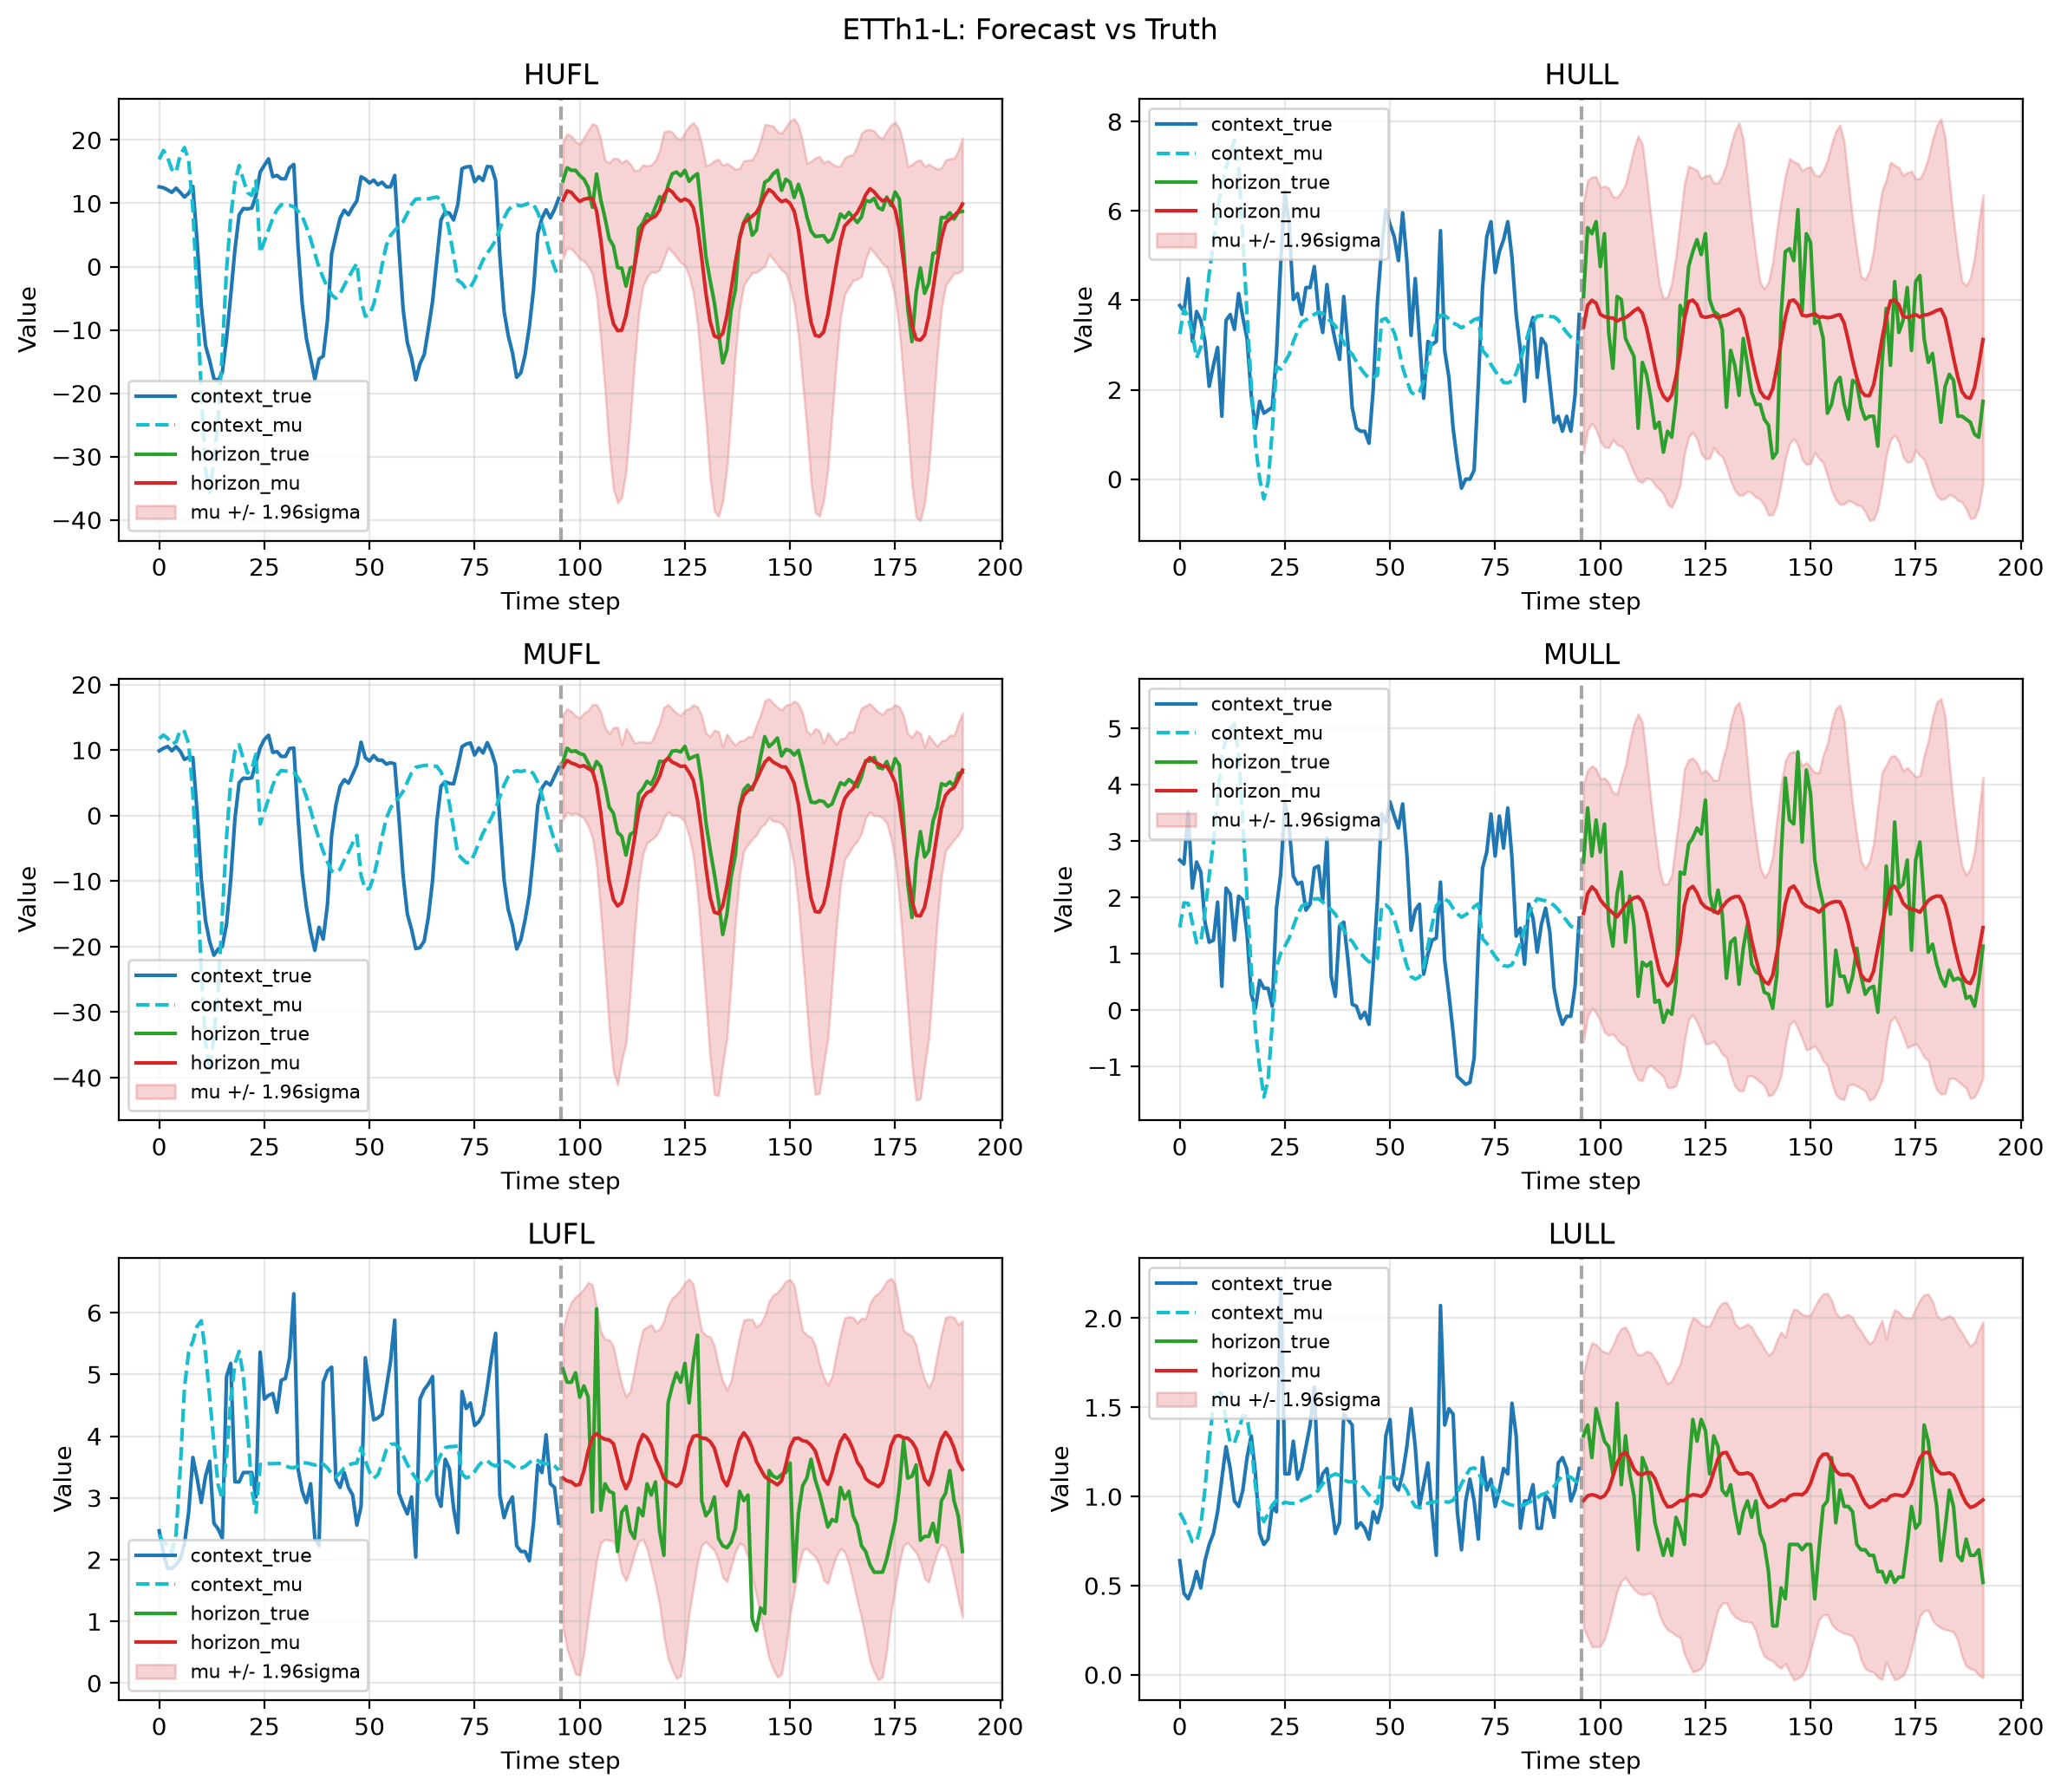 ETTh1-L: Forecast vs Truth
HUFL
Value
20
10
0
−10
−20
−30
−40
context_true
context_mu
horizon_true
horizon_mu
mu +/- 1.96sigma
0 25 50 75 100 125 150 175 200
Time step
HULL
Value
8
6
4
2
0
context_true
context_mu
horizon_true
horizon_mu
mu +/- 1.96sigma
0 25 50 75 100 125 150 175 200
Time step
MUFL
Value
20
10
0
−10
−20
−30
−40
context_true
context_mu
horizon_true
horizon_mu
mu +/- 1.96sigma
0 25 50 75 100 125 150 175 200
Time step
MULL
Value
5
4
3
2
1
0
−1
context_true
context_mu
horizon_true
horizon_mu
mu +/- 1.96sigma
0 25 50 75 100 125 150 175 200
Time step
LUFL
Value
6
5
4
3
2
1
0
context_true
context_mu
horizon_true
horizon_mu
mu +/- 1.96sigma
0 25 50 75 100 125 150 175 200
Time step
LULL
Value
2.0
1.5
1.0
0.5
0.0
context_true
context_mu
horizon_true
horizon_mu
mu +/- 1.96sigma
0 25 50 75 100 125 150 175 200
Time step